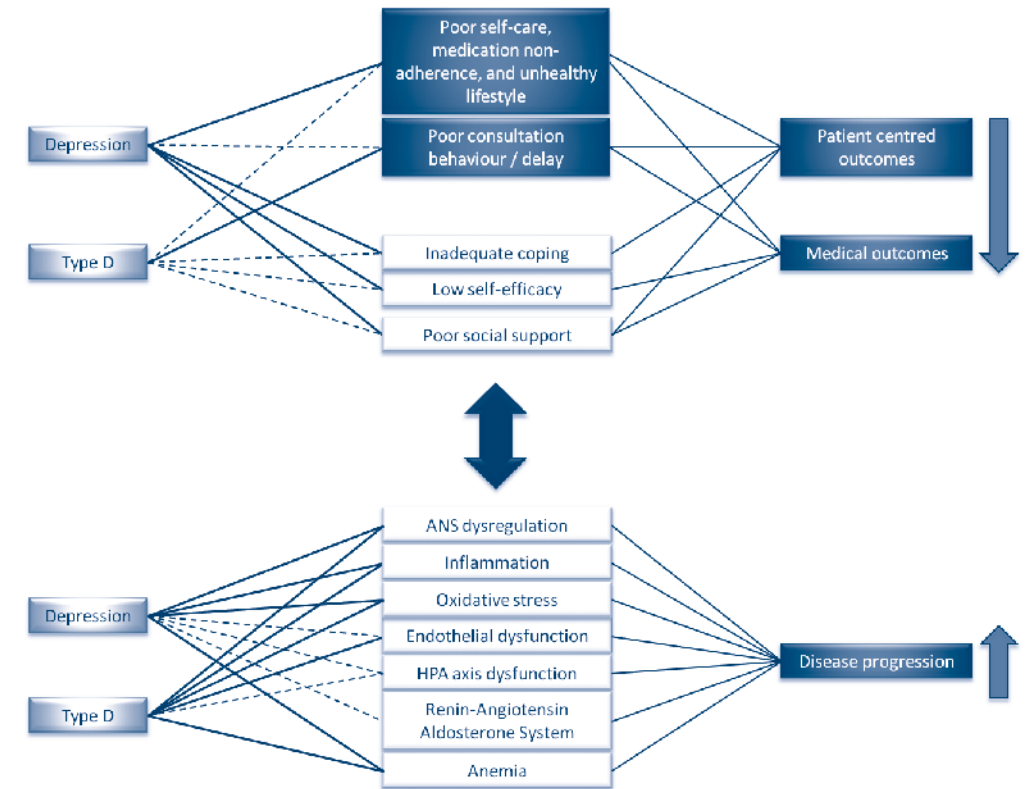 Poor self-care,
medication non-
adherence, and unhealthy
lifestyle
Depression
Poor consultation
behaviour / delay
Patient centred
outcomes
Type D
Inadequate coping
Medical outcomes
Low self-efficacy
Poor social support
ANS dysregulation
Inflammation
Oxidative stress
Depression
Endothelial dysfunction
HPA axis dysfunction
Disease progression
Type D
Renin-Angiotensin
Aldosterone System
Anemia